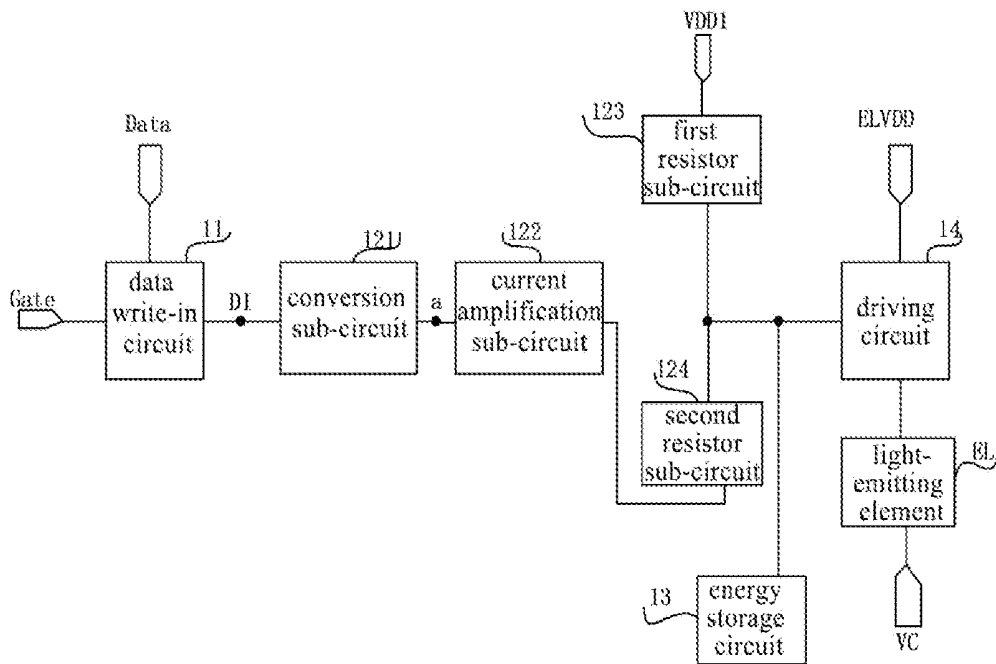 VDD1
123
first
resistor
sub-circuit
Data
ELVDD
11
121
122
14
Gate
data
write-in
circuit
D1
conversion
sub-circuit
a
current
amplification
sub-circuit
driving
circuit
124
second
resistor
sub-circuit
light-
emitting
element
EL
13
energy
storage
circuit
VC